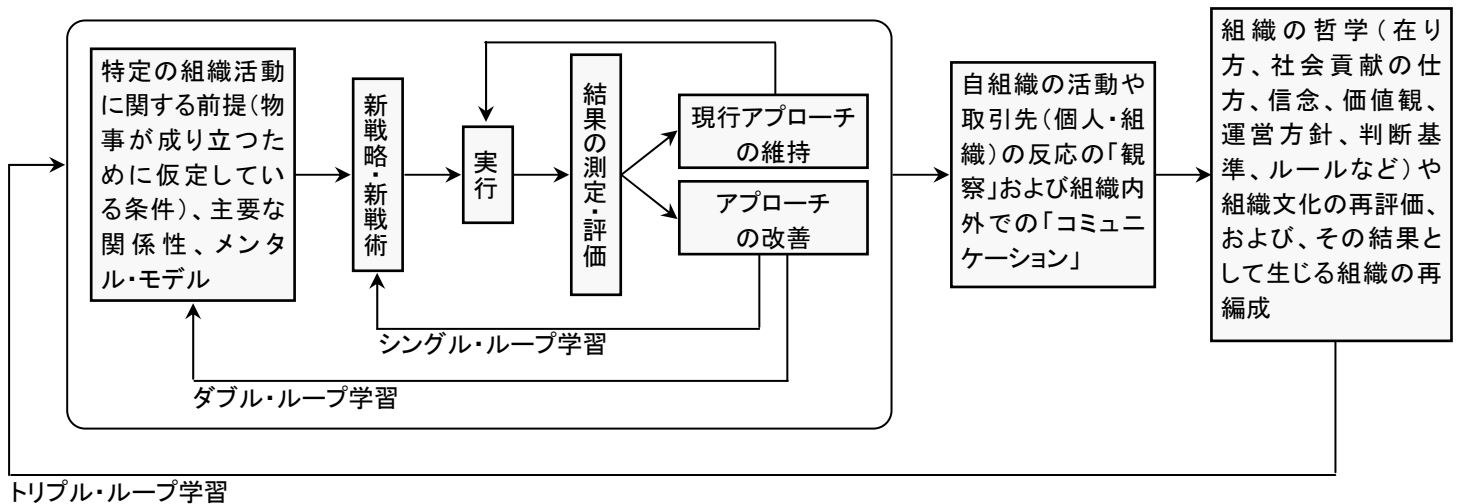 特定の組織活動
に関する前提(物
事が成り立つた
めに仮定してい
る条件)、主要な
関係性、メンタ
ル・モデル
新戦略・新戦術
実行
結果の測定・評価
現行アプローチ
の維持
アプローチ
の改善
シングル・ループ学習
ダブル・ループ学習
自組織の活動や
取引先(個人・組
織)の反応の「観
察」および組織内
外での「コミュニ
ケーション」
組織の哲学(在り
方、社会貢献の仕
方、信念、価値観、
運営方針、判断基
準、ルールなど)や
組織文化の再評価、
および、その結果と
して生じる組織の再
編成
トリプル・ループ学習